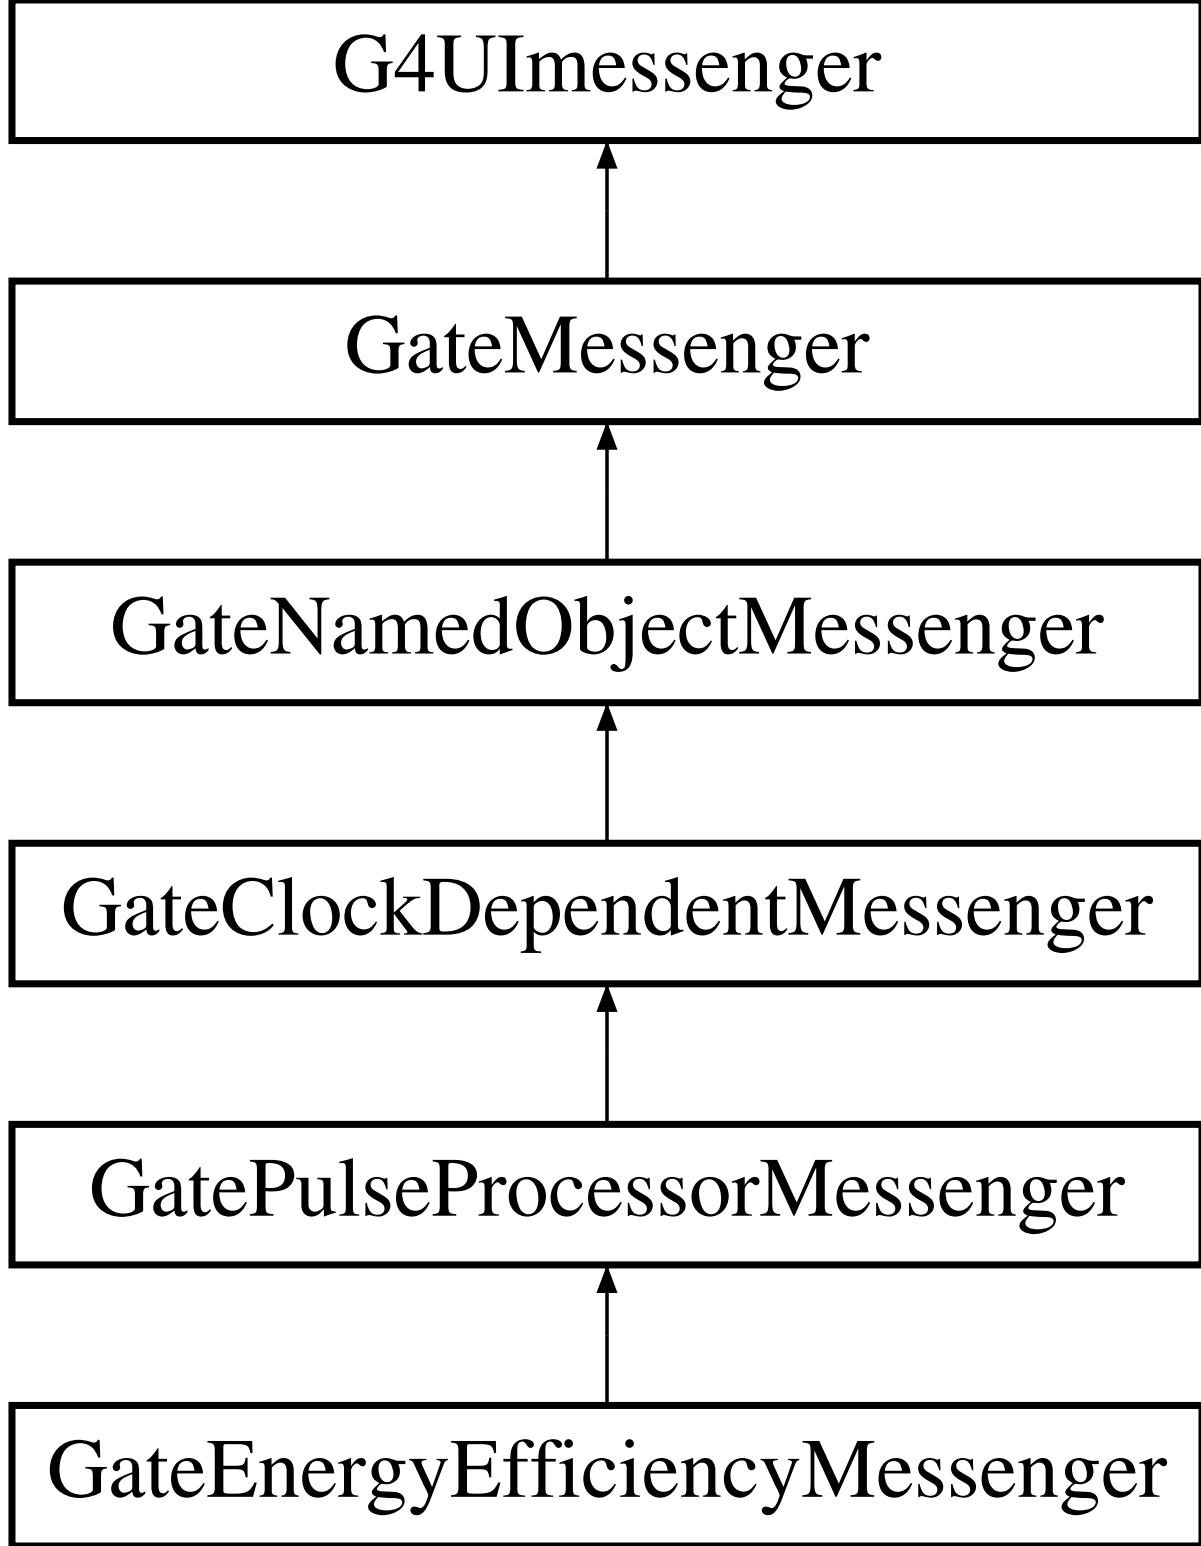 G4UImessenger
GateMessenger
GateNamedObjectMessenger
GateClockDependentMessenger
GatePulseProcessorMessenger
GateEnergyEfficiencyMessenger